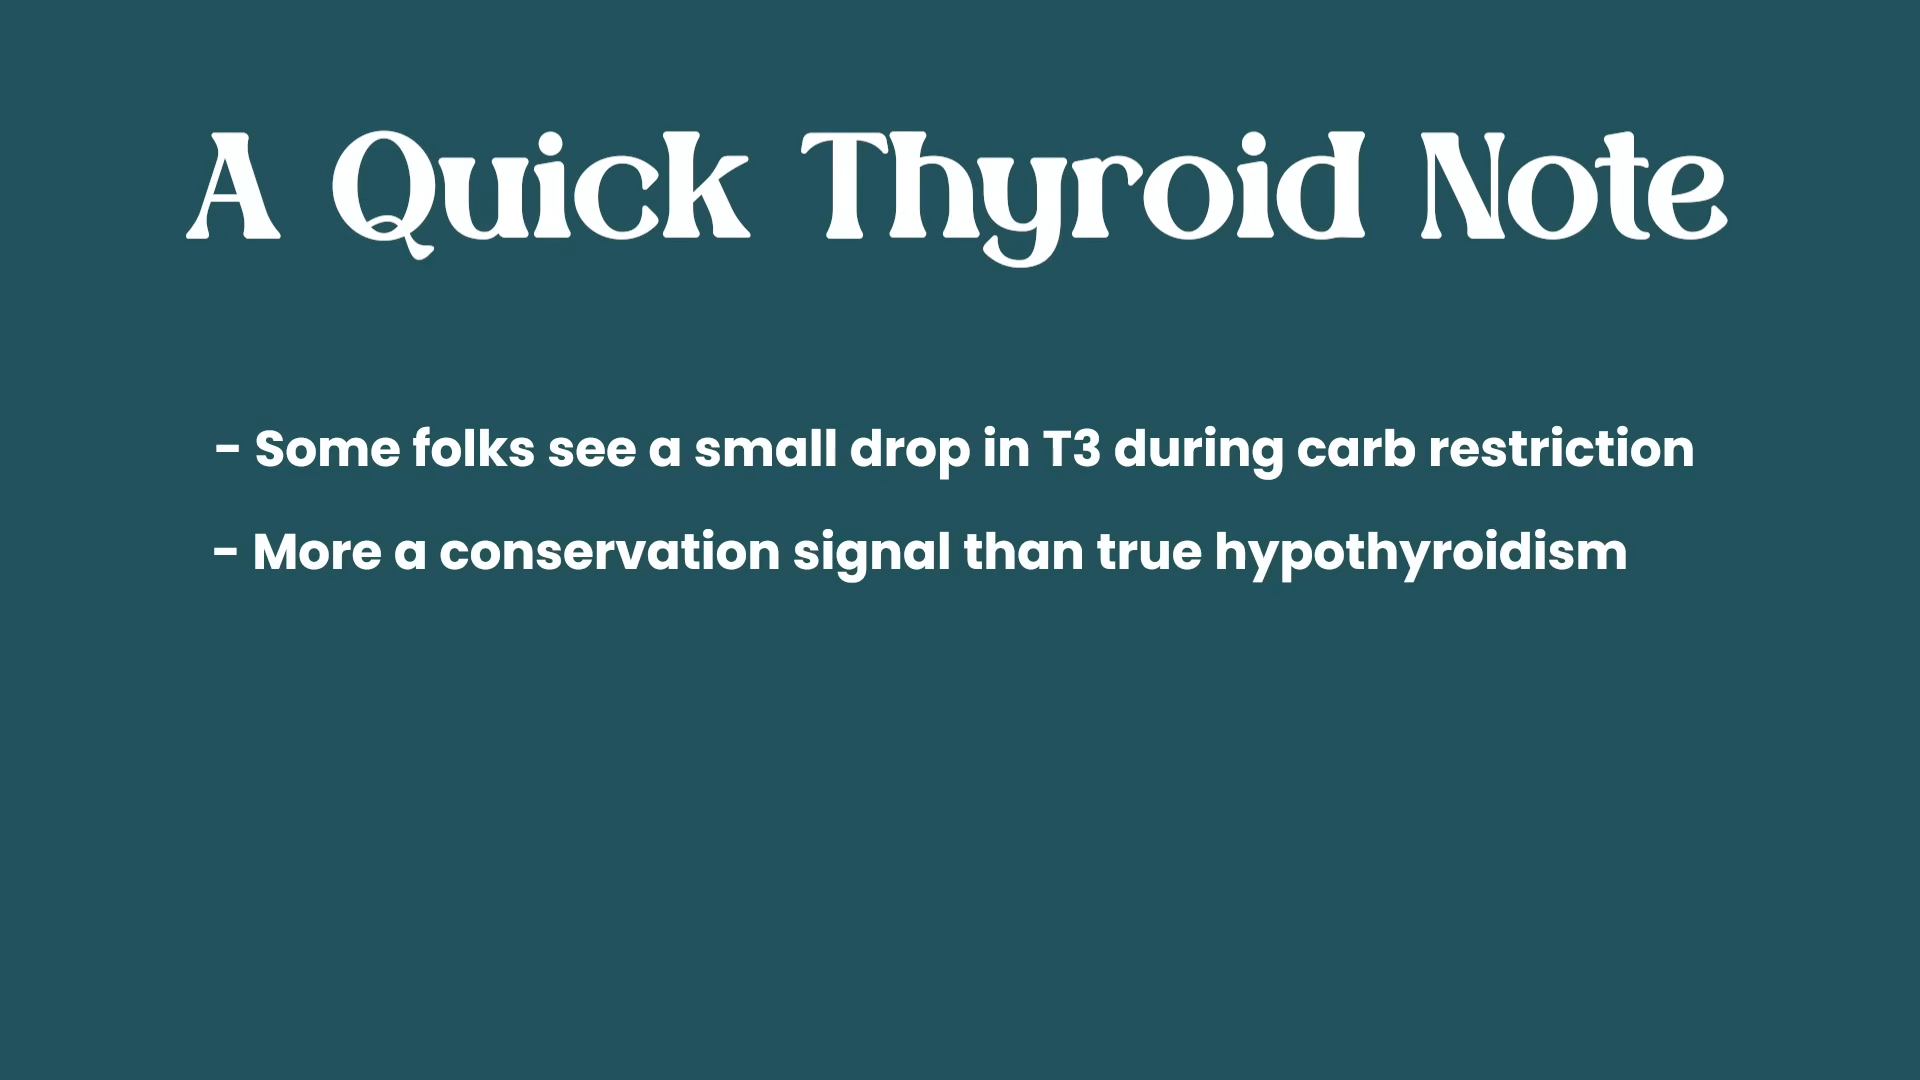 A Quick Thyroid Note
- Some folks see a small drop in T3 during carb restriction
- More a conservation signal than true hypothyroidism